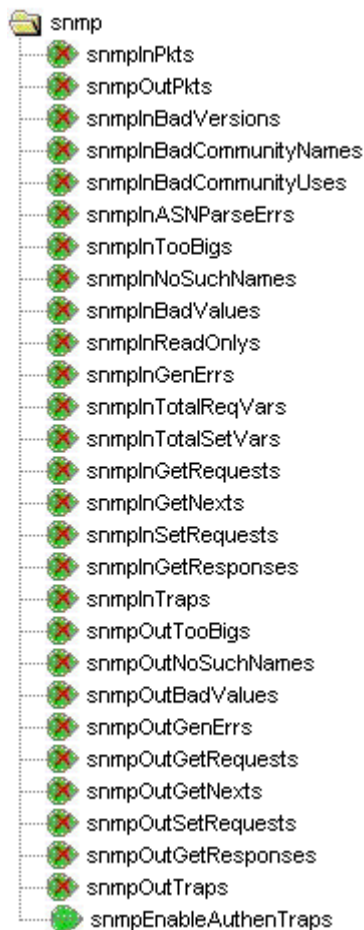 snmp
snmpInPkts
snmpOutPkts
snmpInBadVersions
snmpInBadCommunityNames
snmpInBadCommunityUses
snmpInASNParseErrs
snmpInTooBigs
snmpInNoSuchNames
snmpInBadValues
snmpInReadOnlys
snmpInGenErrs
snmpInTotalReqVars
snmpInTotalSetVars
snmpInGetRequests
snmpInGetNexts
snmpInSetRequests
snmpInGetResponses
snmpInTraps
snmpOutTooBigs
snmpOutNoSuchNames
snmpOutBadValues
snmpOutGenErrs
snmpOutGetRequests
snmpOutGetNexts
snmpOutSetRequests
snmpOutGetResponses
snmpOutTraps
snmpEnableAuthenTraps